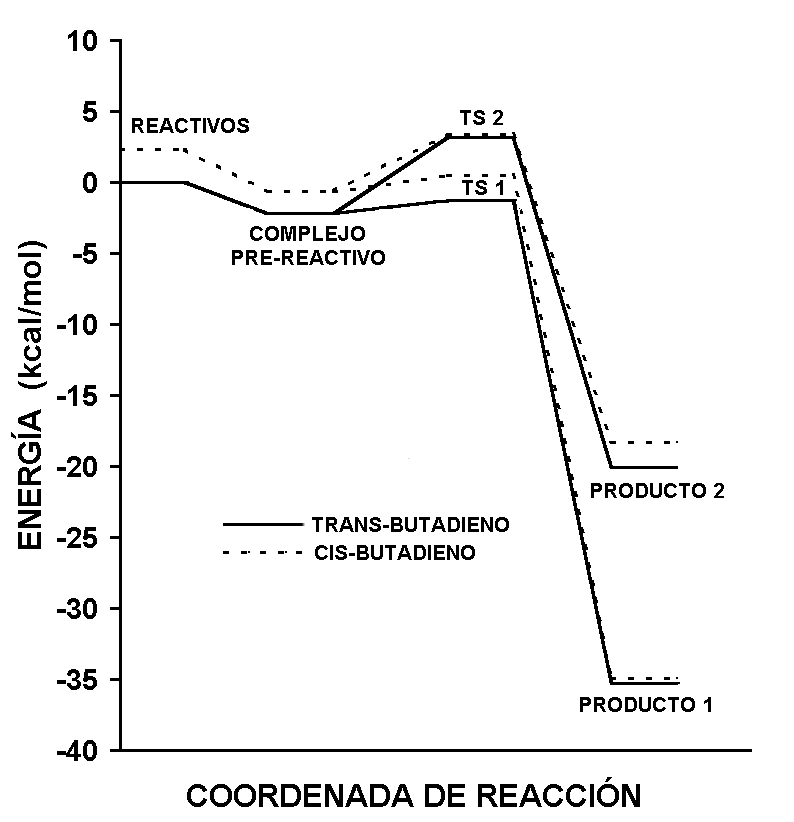 10
5
0
-5
-10
-15
-20
-25
-30
-35
-40
ENERGÍA (kcal/mol)
REACTIVOS
COMPLEJO
PRE-REACTIVO
TS 2
TS 1
PRODUCTO 2
TRANS-BUTADIENO
CIS-BUTADIENO
PRODUCTO 1
COORDENADA DE REACCIÓN